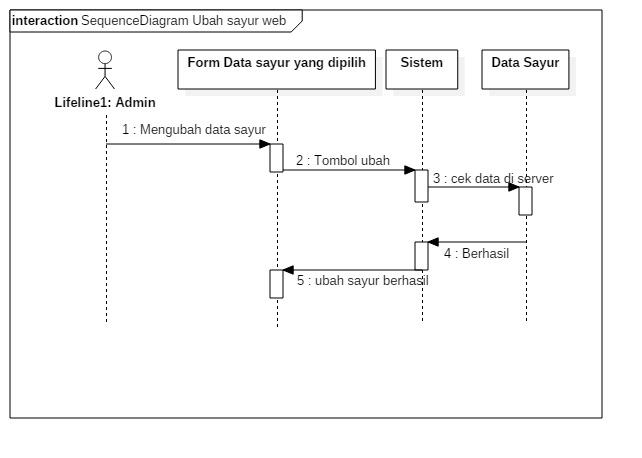 interaction SequenceDiagram Ubah sayur web
Form Data sayur yang dipilih
Sistem
Data Sayur
Lifeline1: Admin
1 : Mengubah data sayur
2 : Tombol ubah
3 : cek data di server
4 : Berhasil
5 : ubah sayur berhasil